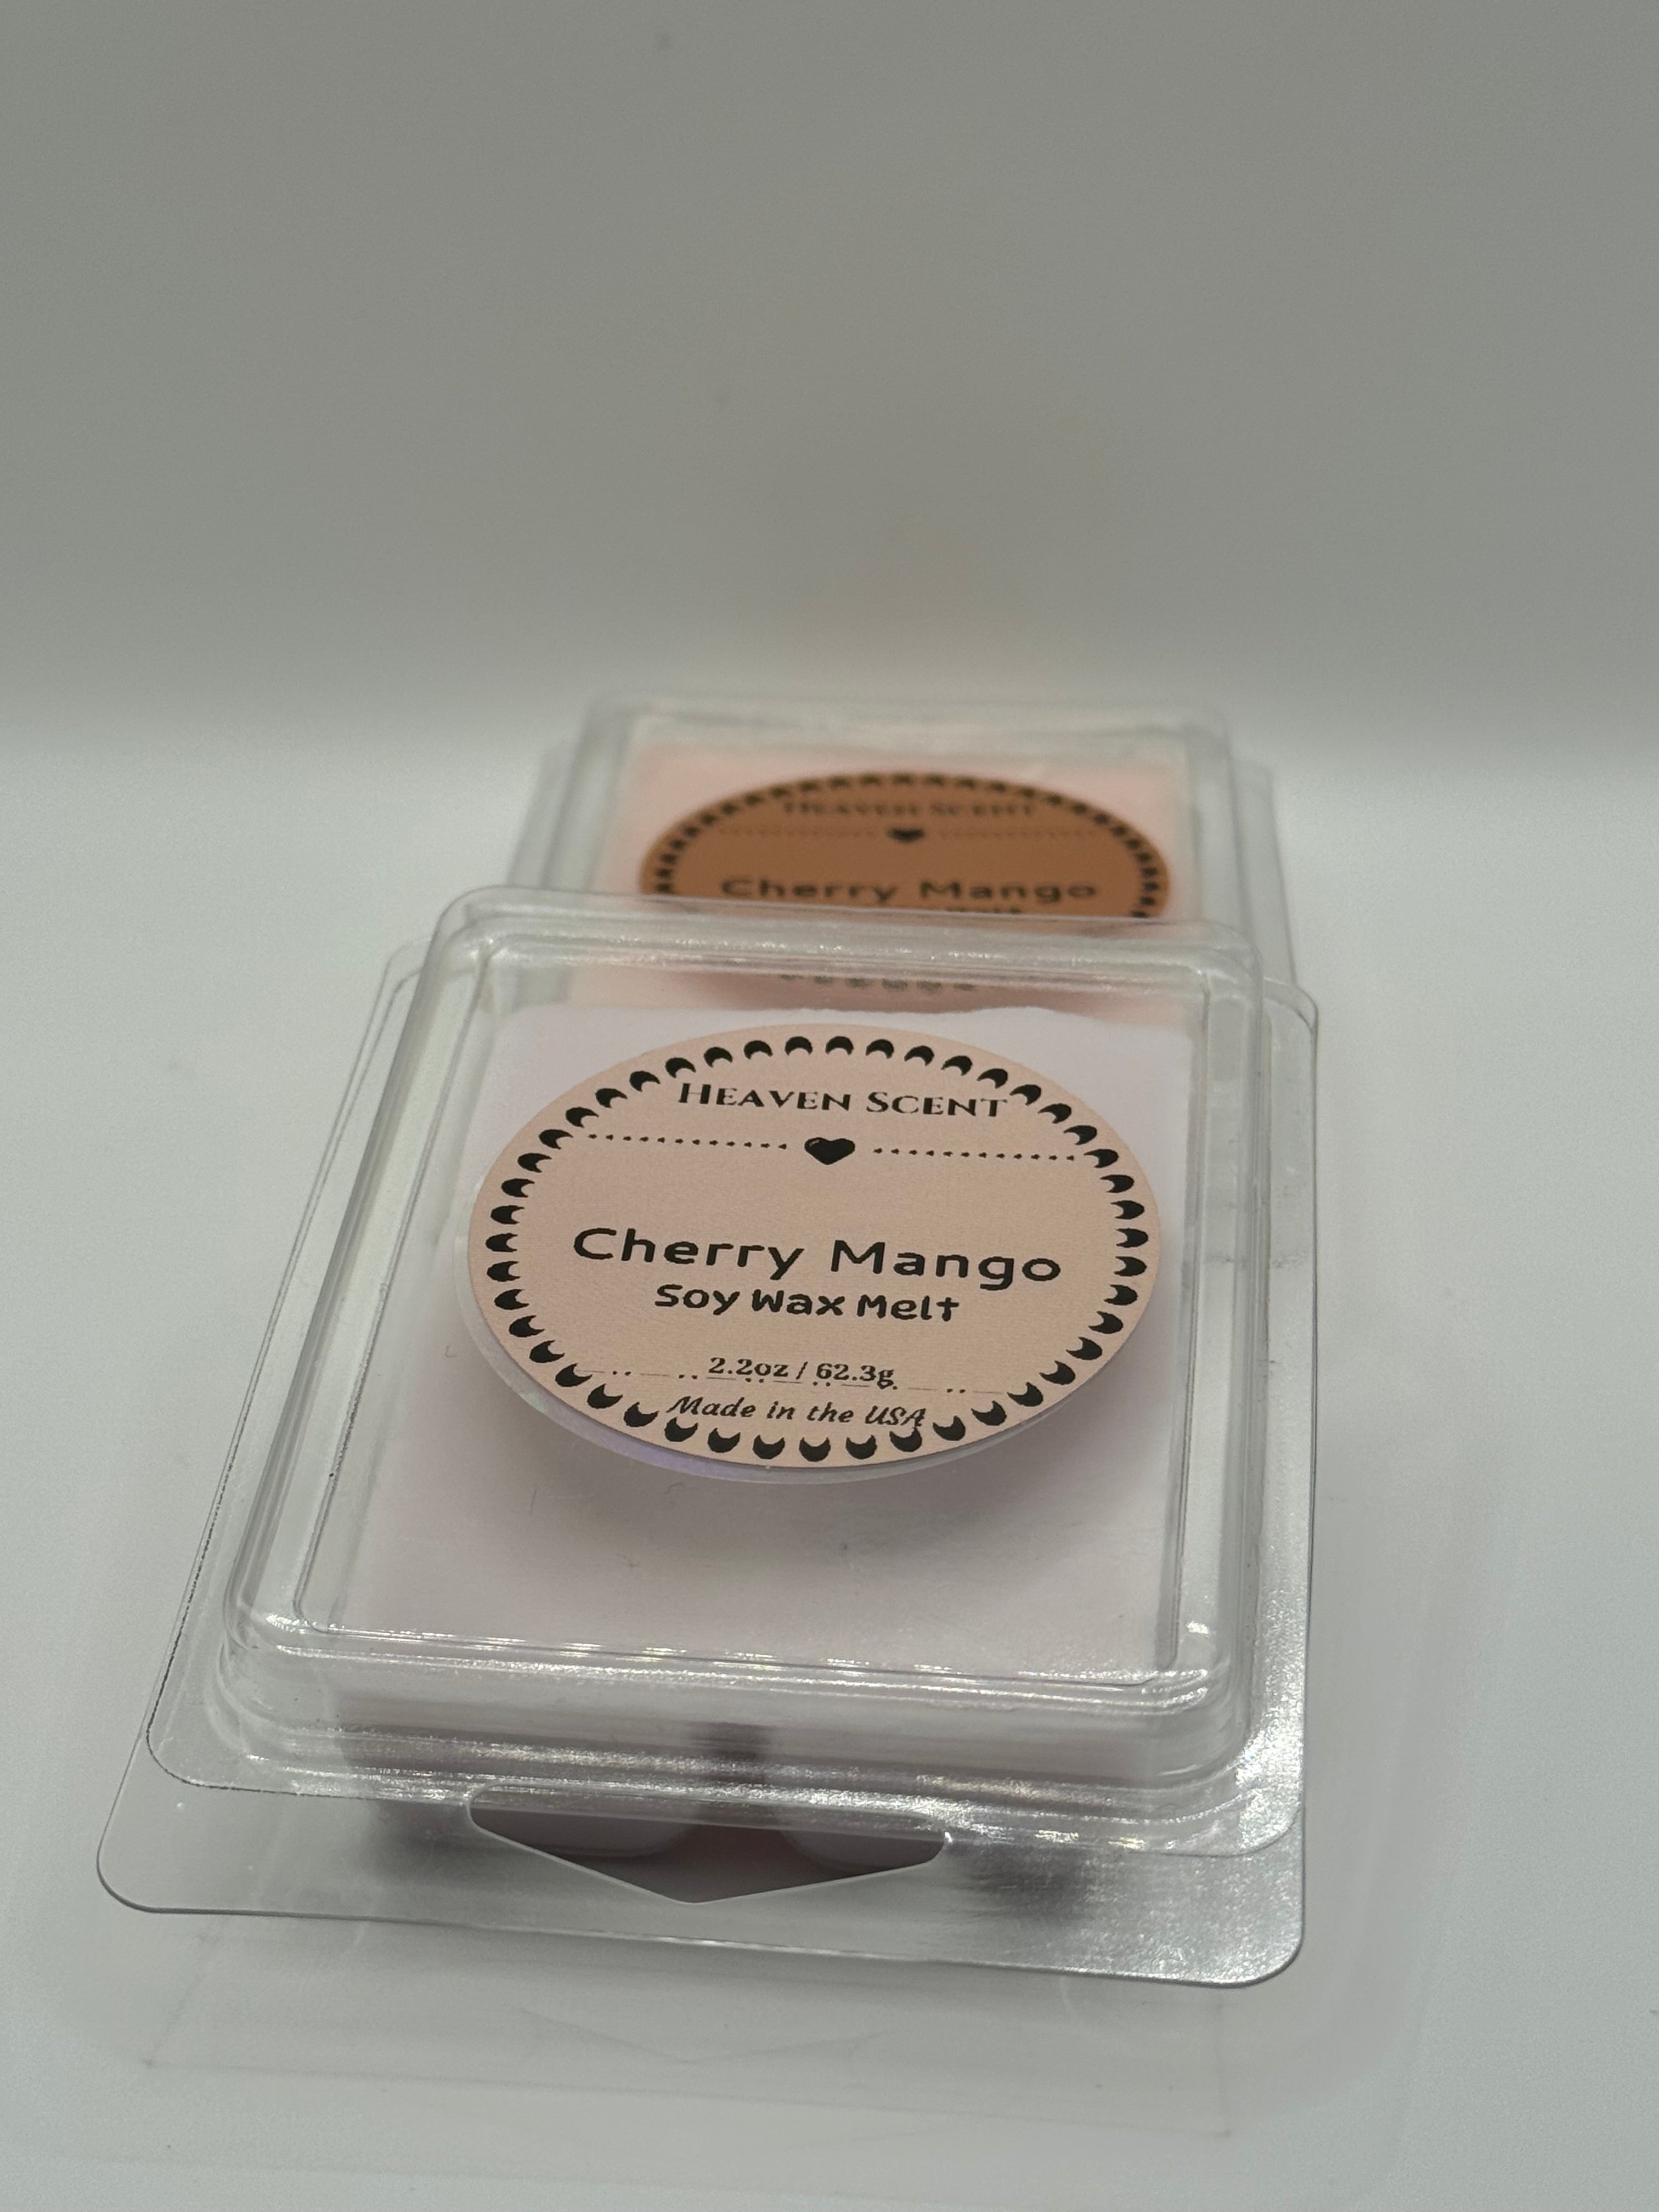 HEAVEN SCENT
Cherry Mango
HEAVEN SCENT
Cherry Mango
Soy Wax Melt
2.2oz / 62.3g
Made in the USA